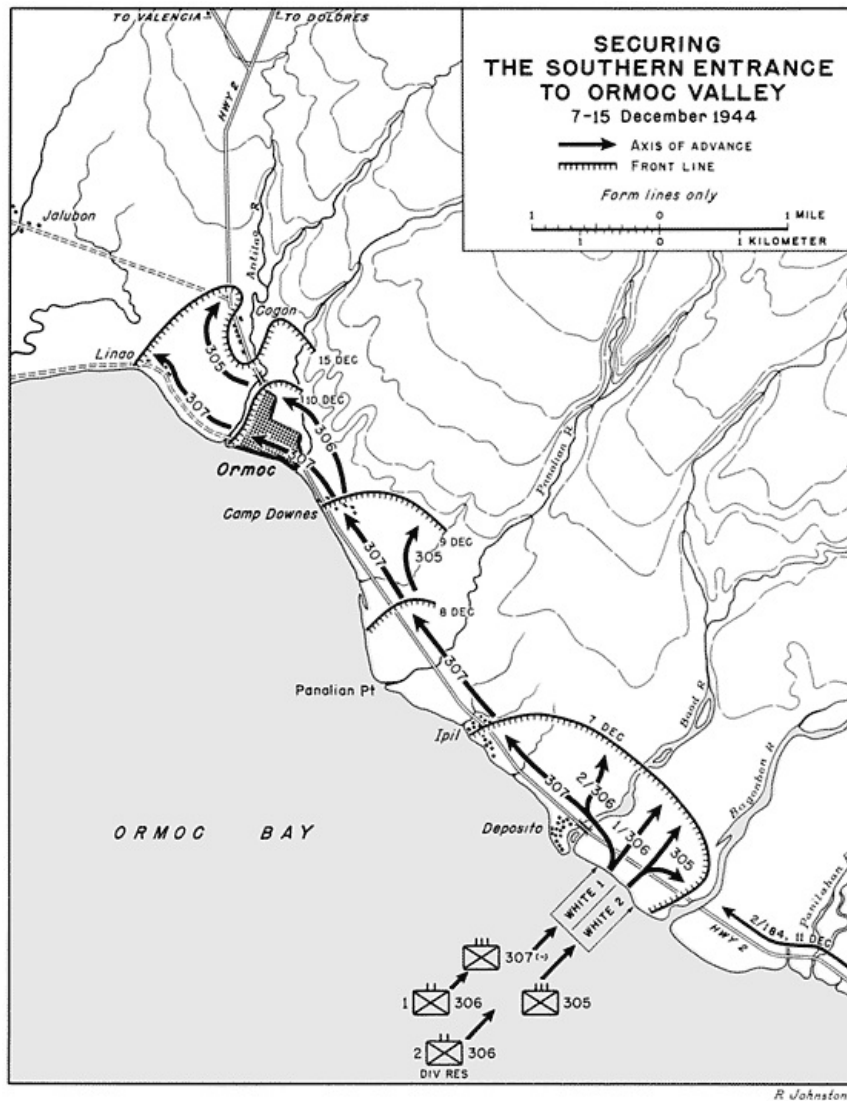 TO VALENCIA
TO DOLORES
SECURING
THE SOUTHERN ENTRANCE
TO ORMOC VALLEY
7-15 December 1944
AXIS OF ADVANCE
FRONT LINE
Form lines only
1 0 1 MILE
1 0 1 KILOMETER
HWY 2
Jalubon
Antilao R
Cogon
Linao
305
15 DEC
307
10 DEC
306
307
Ormoc
Camp Downes
9 DEC
307
305
8 DEC
Panalian R
307
Panalian Pt
7 DEC
Ipil
Baod R
Bagonbon R
2/306
307
1/306
Deposito
305
ORMOC BAY
WHITE 1
WHITE 2
Panilahan R
2/184, 11 DEC
HWY 2
307(-)
1 306
305
2 306
DIV RES
R Johnstone